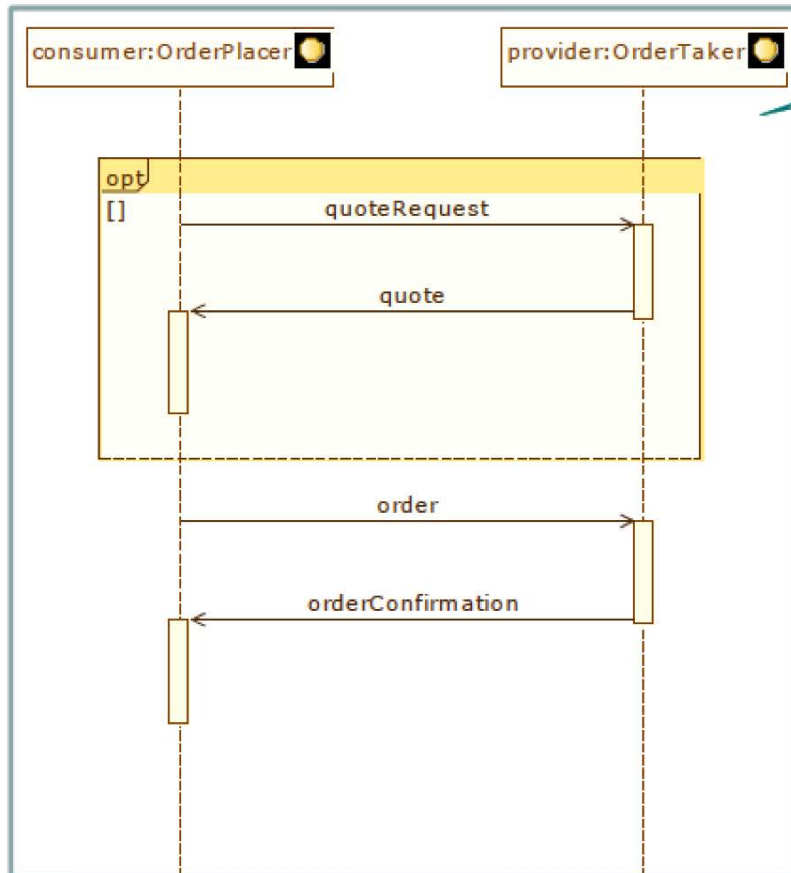 consumer:OrderPlacer
provider:OrderTaker
opt
[]
quoteRequest
quote
order
orderConfirmation